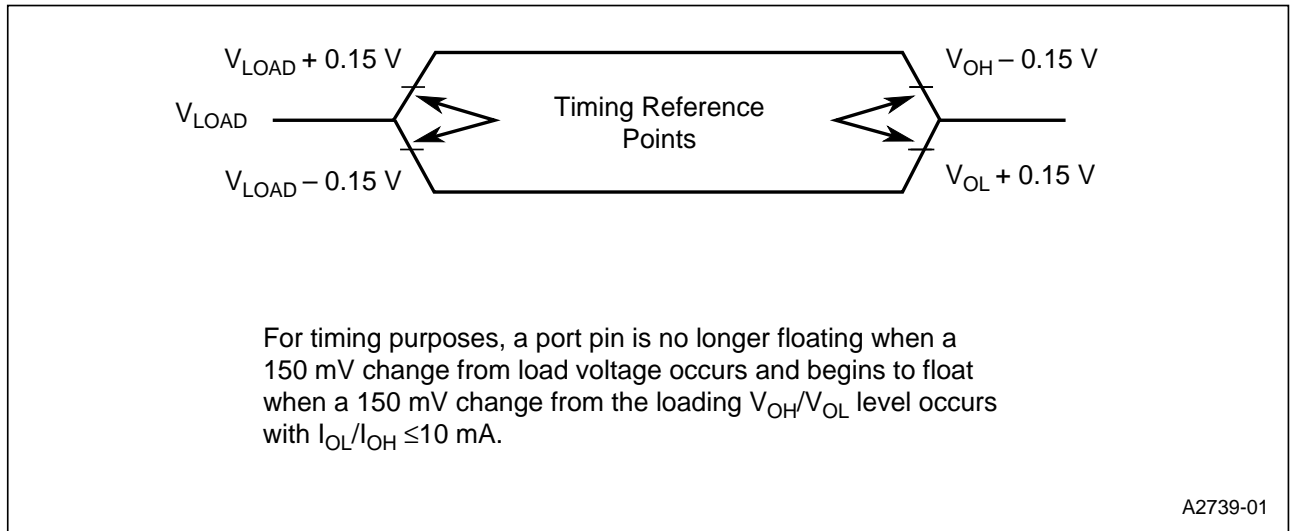 V_LOAD + 0.15 V
V_OH – 0.15 V
V_LOAD
Timing Reference
Points
V_LOAD – 0.15 V
V_OL + 0.15 V
For timing purposes, a port pin is no longer floating when a
150 mV change from load voltage occurs and begins to float
when a 150 mV change from the loading V_OH/V_OL level occurs
with I_OL/I_OH ≤10 mA.
A2739-01